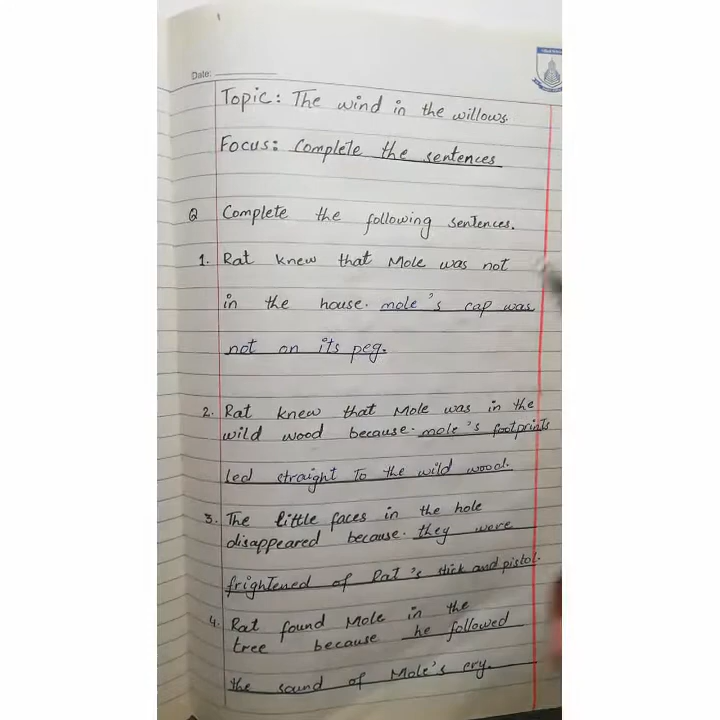 Date:
Topic: The wind in the willows
Focus: Complete the sentences
Q Complete the following sentences.
1. Rat knew that Mole was not
in the house. mole's cap was
not on its peg.
2. Rat knew that Mole was in the
wild wood because. mole's footprints
led straight to the wild wood.
3. The little faces in the hole
disappeared because. they were
frightened of Rat's stick and pistol.
4. Rat found Mole in the
tree because he followed
the sound of Mole's cry.